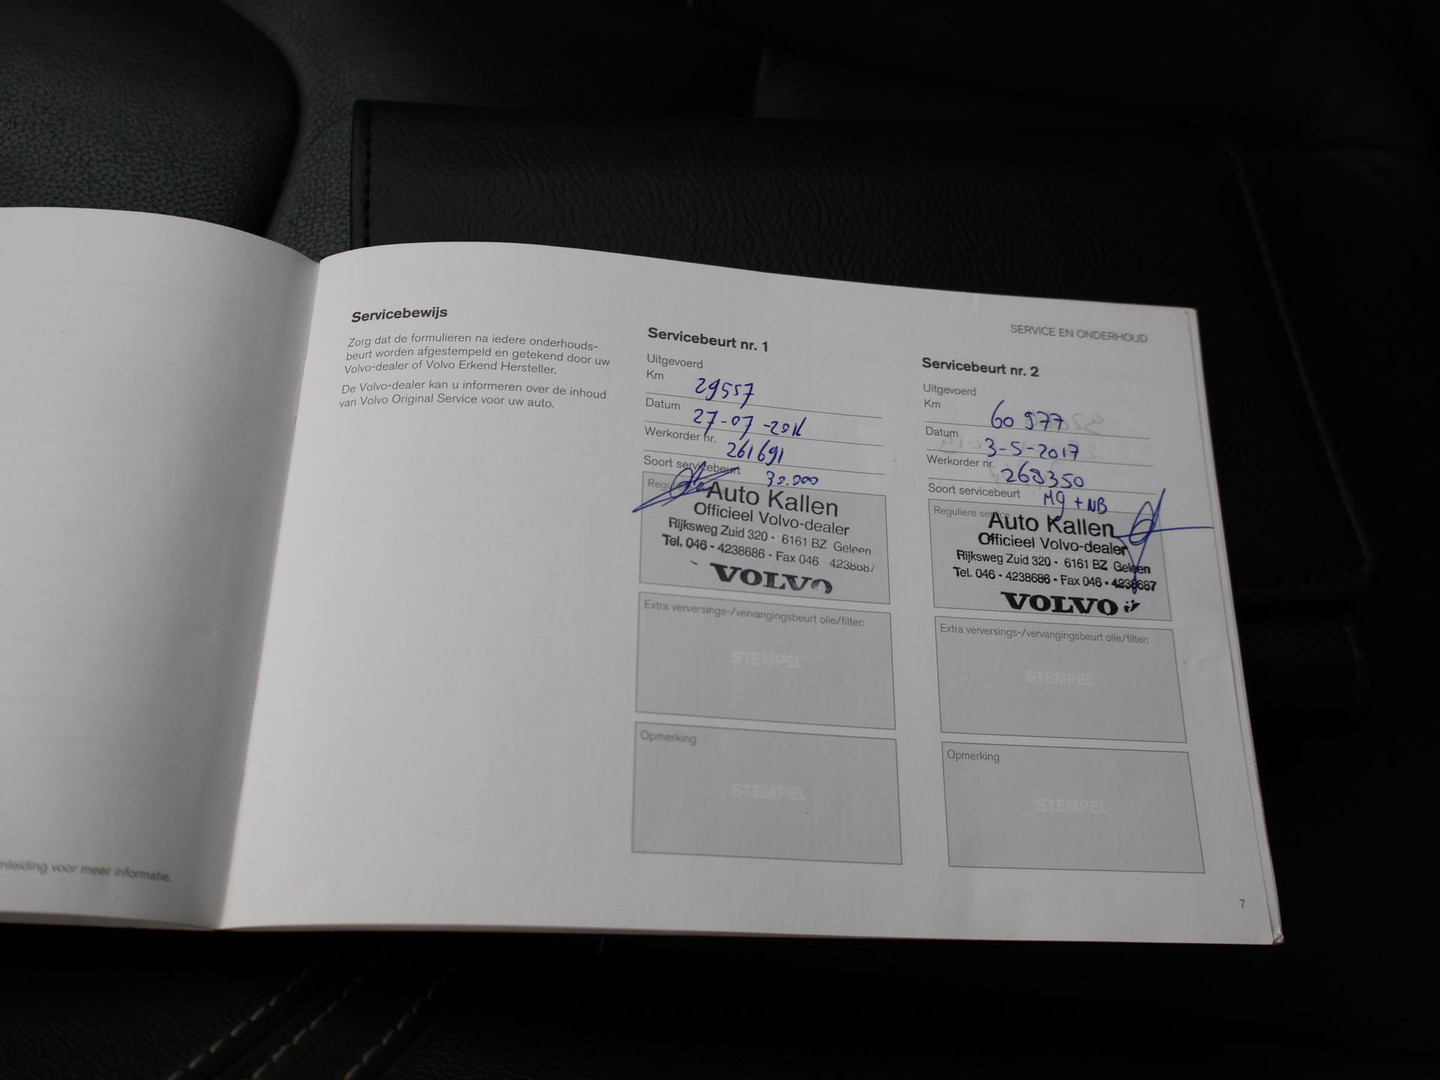 Servicebewijs
Zorg dat de formulieren na iedere onderhouds-
beurt worden afgestempeld en getekend door uw
Volvo-dealer of Volvo Erkend Hersteller.
De Volvo-dealer kan u informeren over de inhoud
van Volvo Original Service voor uw auto.
nleiding voor meer informatie.
SERVICE EN ONDERHOUD
Servicebeurt nr. 1
Uitgevoerd
Km 29557
Datum 27-07-2016
Werkorder nr. 261691
Soort servicebeurt 30.000
Auto Kallen
Officieel Volvo-dealer
Rijksweg Zuid 320 - 6161 BZ Geleen
Tel. 046 - 4238686 - Fax 046 4238687
VOLVO
Extra verversings-/vervangingsbeurt olie/filter:
STEMPEL
Opmerking
STEMPEL
Servicebeurt nr. 2
Uitgevoerd
Km 60977
Datum 3-5-2017
Werkorder nr. 268350
Soort servicebeurt M9 + NB
Reguliere service
Auto Kallen
Officieel Volvo-dealer
Rijksweg Zuid 320 - 6161 BZ Geleen
Tel. 046 - 4238686 - Fax 046 - 4238687
VOLVO
Extra verversings-/vervangingsbeurt olie/filter:
STEMPEL
Opmerking
STEMPEL
7